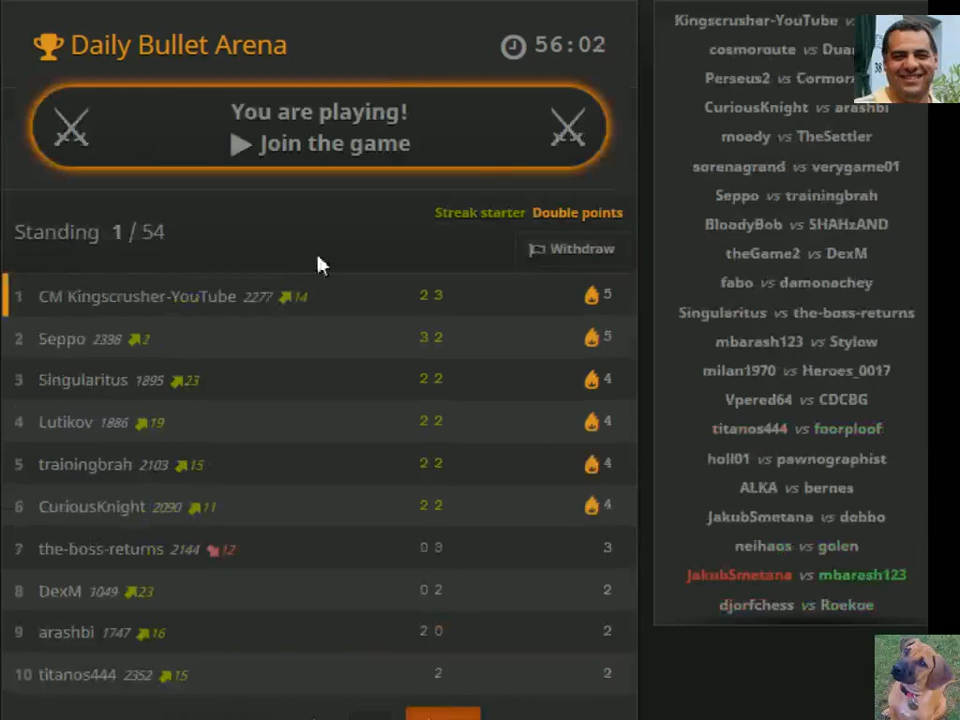 Daily Bullet Arena
56:02
You are playing!
Join the game
Streak starter Double points
Standing 1 / 54
Withdraw
1 CM Kingscrusher-YouTube 2277 14 2 3 5
2 Seppo 2338 2 3 2 5
3 Singularitus 1895 23 2 2 4
4 Lutikov 1886 19 2 2 4
5 trainingbrah 2103 15 2 2 4
6 CuriousKnight 2090 11 2 2 4
7 the-boss-returns 2144 12 0 3 3
8 DexM 1049 23 0 2 2
9 arashbi 1747 16 2 0 2
10 titanos444 2352 15 2 2
Kingscrusher-YouTube
cosmoroute vs
Perseus2 vs
CuriousKnight vs arashbi
moody vs TheSettler
sorenagrand vs verygame01
Seppo vs trainingbrah
BloodyBob vs SHAHzAND
theGame2 vs DexM
fabo vs damonachey
Singularitus vs the-boss-returns
mbarash123 vs Stylow
milan1970 vs Heroes_0017
Vpered64 vs CDCBG
titanos444 vs foorploof
holl01 vs pawnographist
ALKA vs bernes
JakubSmetana vs debbo
neihaos vs golen
JakubSmetana vs mbarash123
djorfchess vs Roekoe